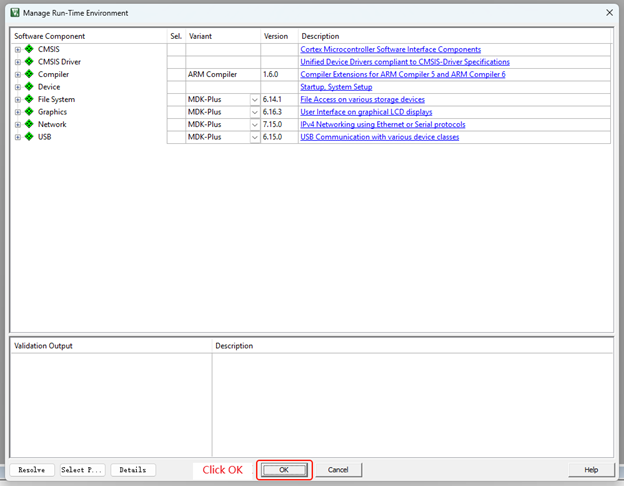 Manage Run-Time Environment
Software Component Sel. Variant Version Description
CMSIS Cortex Microcontroller Software Interface Components
CMSIS Driver Unified Device Drivers compliant to CMSIS-Driver Specifications
Compiler ARM Compiler 1.6.0 Compiler Extensions for ARM Compiler 5 and ARM Compiler 6
Device Startup, System Setup
File System MDK-Plus 6.14.1 File Access on various storage devices
Graphics MDK-Plus 6.16.3 User Interface on graphical LCD displays
Network MDK-Plus 7.15.0 IPv4 Networking using Ethernet or Serial protocols
USB MDK-Plus 6.15.0 USB Communication with various device classes
Validation Output Description
Resolve Select P... Details Click OK OK Cancel Help